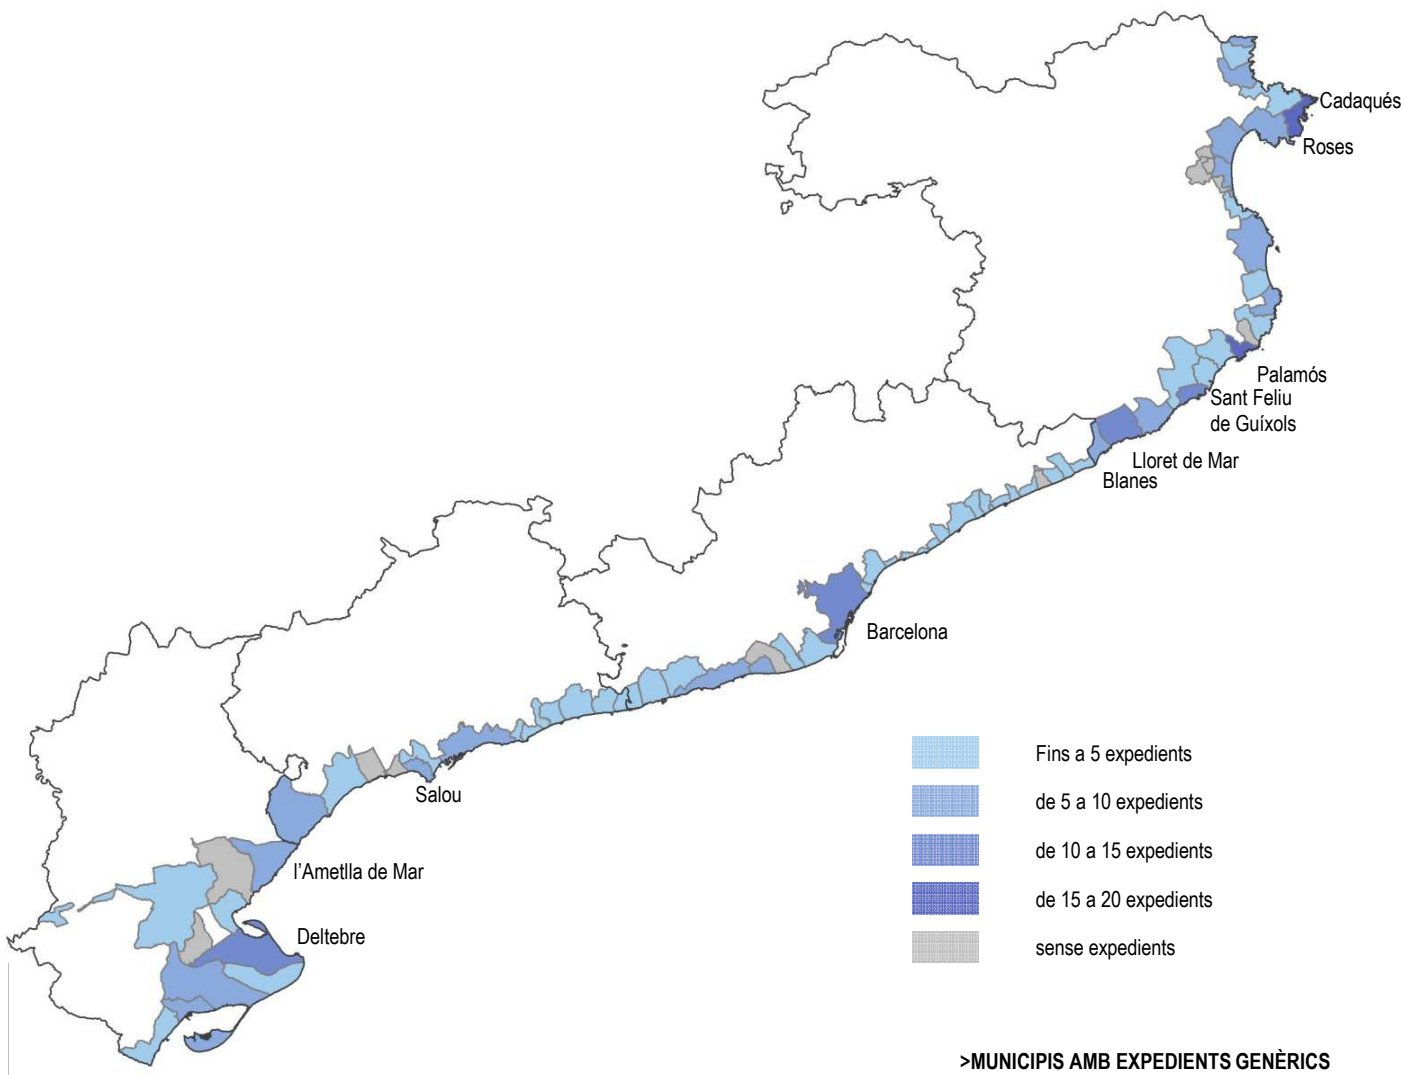 Cadaqués
Roses
Palamós
Sant Feliu
de Guíxols
Lloret de Mar
Blanes
Barcelona
Salou
l'Ametlla de Mar
Deltebre
Fins a 5 expedients
de 5 a 10 expedients
de 10 a 15 expedients
de 15 a 20 expedients
sense expedients
>MUNICIPIS AMB EXPEDIENTS GENÈRICS